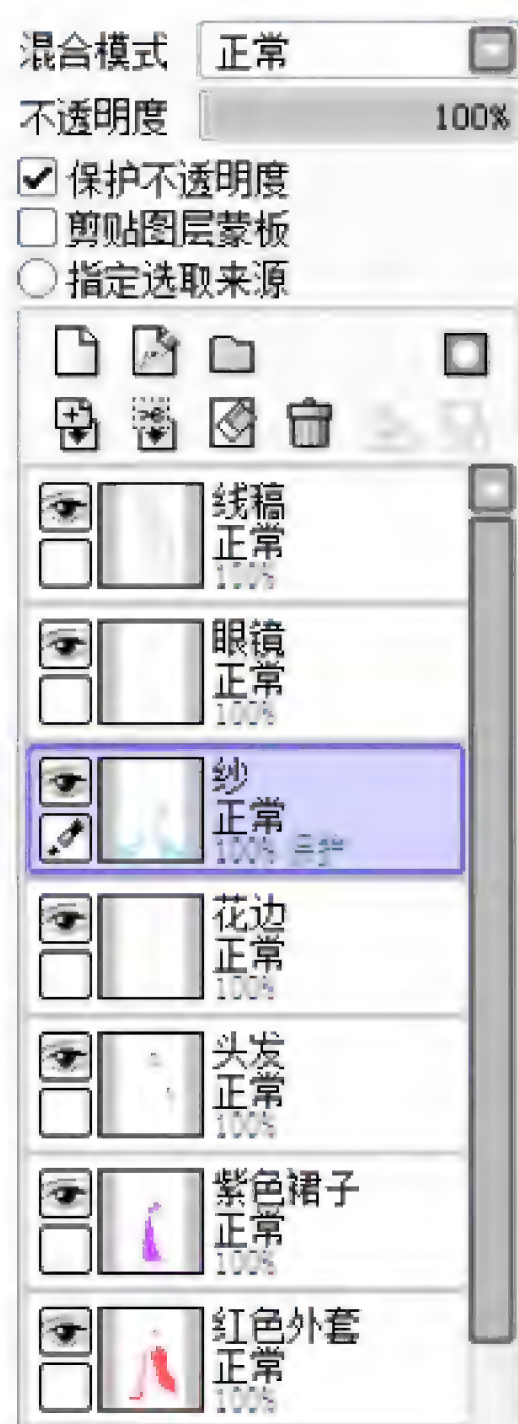 混合模式 正常
不透明度 100%
保护不透明度
剪贴图层蒙板
指定选取来源
线稿
正常
100%
眼镜
正常
100%
纱
正常
100% 保护
花边
正常
100%
头发
正常
100%
紫色裙子
正常
100%
红色外套
正常
100%